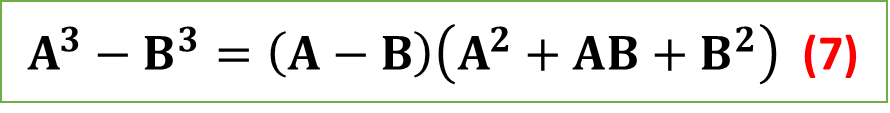 A³ − B³ = (A − B)(A² + AB + B²) (7)